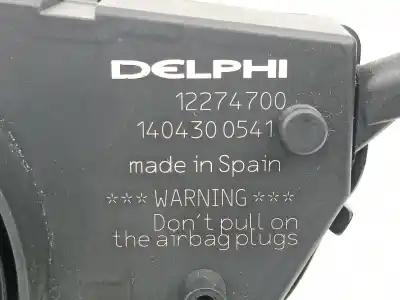 DELPHI
12274700
1404300541
made in Spain
*** WARNING ***
Don't pull on
the airbag plugs